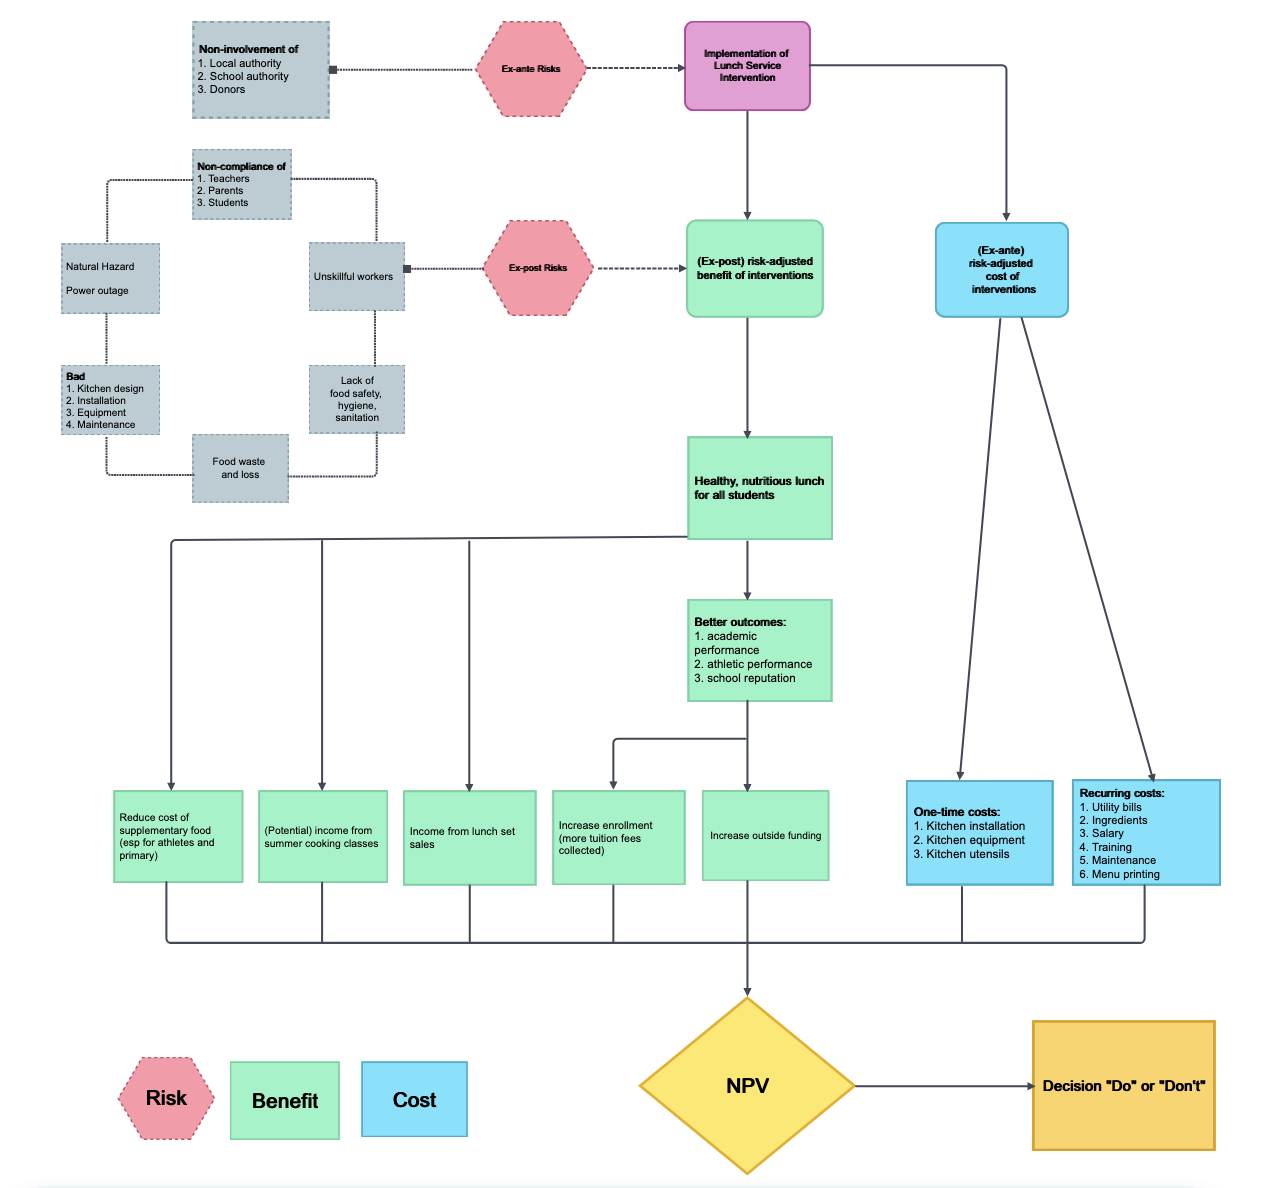 Non-involvement of
1. Local authority
2. School authority
3. Donors
Ex-ante Risks
Implementation of
Lunch Service
Intervention
Non-compliance of
1. Teachers
2. Parents
3. Students
Natural Hazard
Power outage
Unskillful workers
Ex-post Risks
(Ex-post) risk-adjusted
benefit of interventions
(Ex-ante)
risk-adjusted
cost of
interventions
Bad
1. Kitchen design
2. Installation
3. Equipment
4. Maintenance
Lack of
food safety,
hygiene,
sanitation
Food waste
and loss
Healthy, nutritious lunch
for all students
Better outcomes:
1. academic
performance
2. athletic performance
3. school reputation
Reduce cost of
supplementary food
(esp for athletes and
primary)
(Potential) income from
summer cooking classes
Income from lunch set
sales
Increase enrollment
(more tuition fees
collected)
Increase outside funding
One-time costs:
1. Kitchen installation
2. Kitchen equipment
3. Kitchen utensils
Recurring costs:
1. Utility bills
2. Ingredients
3. Salary
4. Training
5. Maintenance
6. Menu printing
Risk
Benefit
Cost
NPV
Decision "Do" or "Don't"